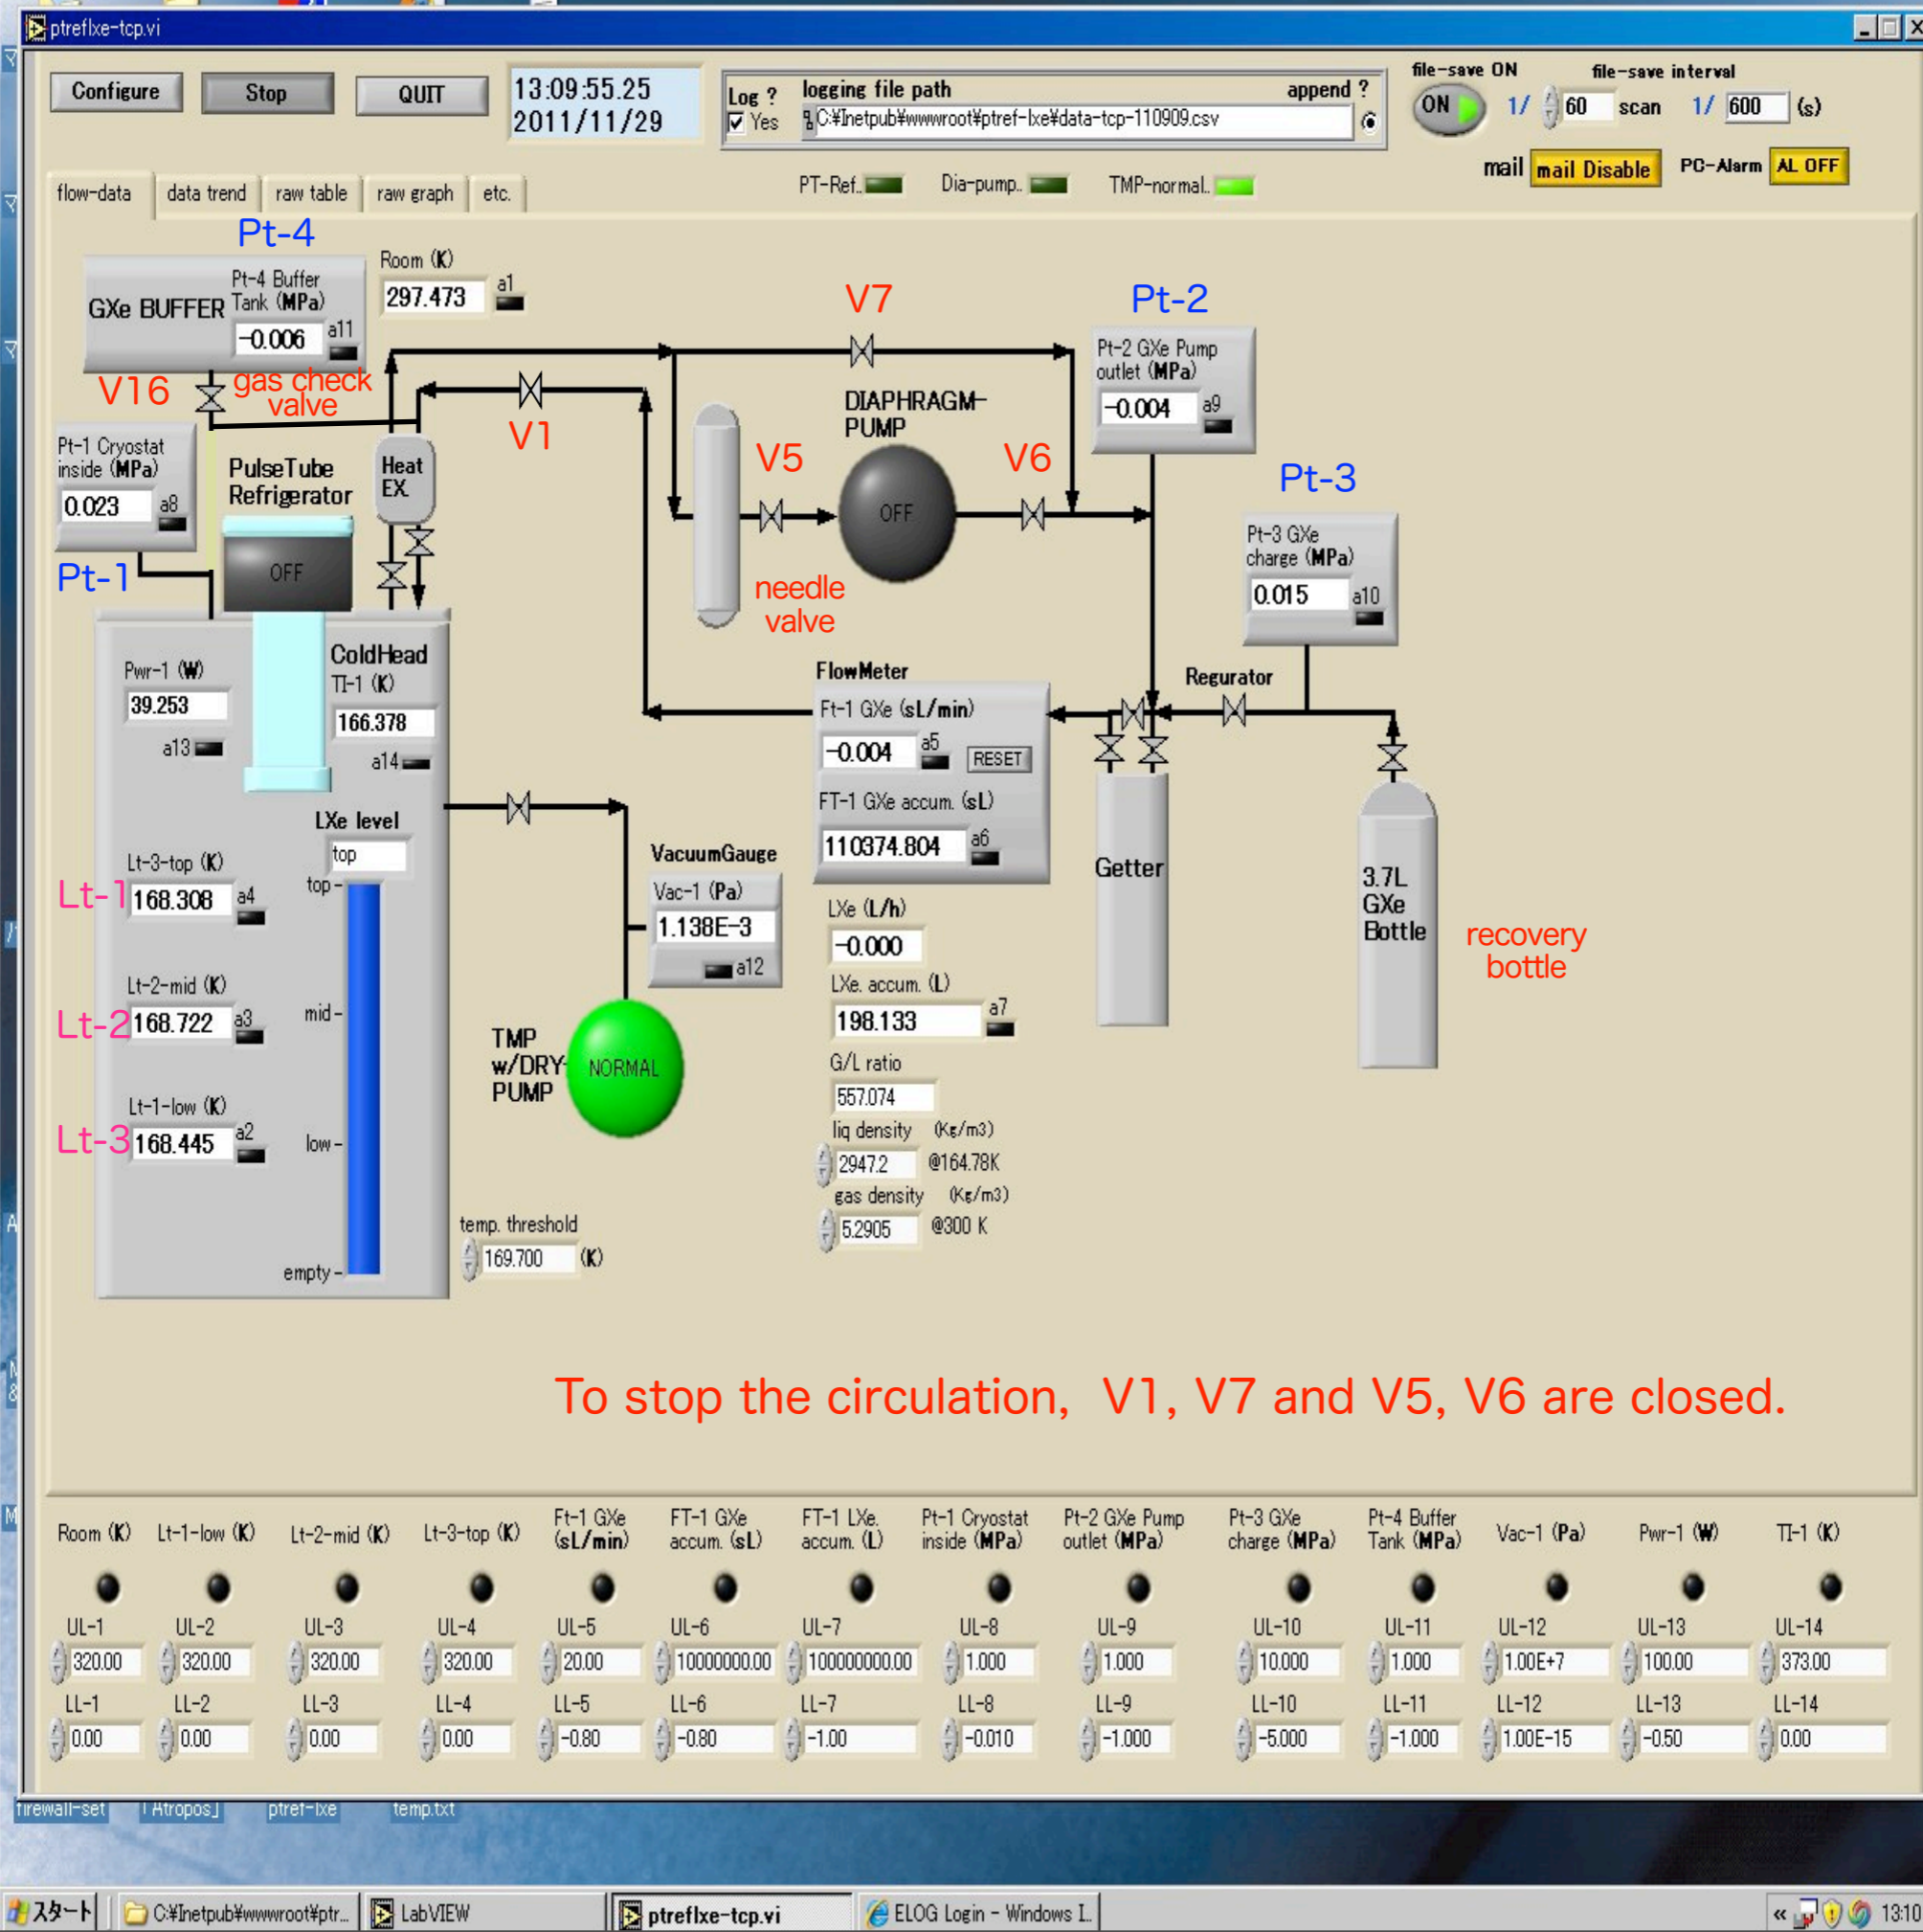 ptreflxe-tcp.vi
Configure
Stop
QUIT
13:09:55.25
2011/11/29
Log ?
Yes
logging file path
append ?
C:¥Inetpub¥wwwroot¥ptref-lxe¥data-tcp-110909.csv
file-save ON
file-save interval
ON
1/ 60 scan 1/ 600 (s)
mail mail Disable
PC-Alarm AL OFF
PT-Ref..
Dia-pump..
TMP-normal..
flow-data
data trend
raw table
raw graph
etc.
Pt-4
GXe BUFFER
Pt-4 Buffer
Tank (MPa)
-0.006
a11
Room (K)
297.473
a1
V16
gas check
valve
V1
V7
Pt-2
Pt-2 GXe Pump
outlet (MPa)
-0.004
a9
Pt-1 Cryostat
inside (MPa)
0.023
a8
Pt-1
PulseTube
Refrigerator
OFF
Heat
EX.
DIAPHRAGM-
PUMP
V5
OFF
V6
needle
valve
Pt-3
Pt-3 GXe
charge (MPa)
0.015
a10
Pwr-1 (W)
39.253
a13
ColdHead
TI-1 (K)
166.378
a14
FlowMeter
Ft-1 GXe (sL/min)
-0.004
a5
RESET
FT-1 GXe accum. (sL)
110374.804
a6
Regurator
LXe level
top
top
mid
low
empty
Lt-3-top (K)
Lt-1
168.308
a4
Lt-2-mid (K)
Lt-2
168.722
a3
Lt-1-low (K)
Lt-3
168.445
a2
VacuumGauge
Vac-1 (Pa)
1.138E-3
a12
TMP
w/DRY-
PUMP
NORMAL
LXe (L/h)
-0.000
LXe. accum. (L)
198.133
a7
G/L ratio
557.074
liq density (Kg/m3)
2947.2 @164.78K
gas density (Kg/m3)
5.2905 @300 K
Getter
3.7L
GXe
Bottle
recovery
bottle
temp. threshold
169.700 (K)
To stop the circulation, V1, V7 and V5, V6 are closed.
Room (K)
Lt-1-low (K)
Lt-2-mid (K)
Lt-3-top (K)
Ft-1 GXe
(sL/min)
FT-1 GXe
accum. (sL)
FT-1 LXe.
accum. (L)
Pt-1 Cryostat
inside (MPa)
Pt-2 GXe Pump
outlet (MPa)
Pt-3 GXe
charge (MPa)
Pt-4 Buffer
Tank (MPa)
Vac-1 (Pa)
Pwr-1 (W)
TI-1 (K)
UL-1 UL-2 UL-3 UL-4 UL-5 UL-6 UL-7 UL-8 UL-9 UL-10 UL-11 UL-12 UL-13 UL-14
320.00 320.00 320.00 320.00 20.00 10000000.00 100000000.00 1.000 1.000 10.000 1.000 1.00E+7 100.00 373.00
LL-1 LL-2 LL-3 LL-4 LL-5 LL-6 LL-7 LL-8 LL-9 LL-10 LL-11 LL-12 LL-13 LL-14
0.00 0.00 0.00 0.00 -0.80 -0.80 -1.00 -0.010 -1.000 -5.000 -1.000 1.00E-15 -0.50 0.00
firewall-set
「Atropos」
ptref-lxe
temp.txt
スタート
C:¥Inetpub¥wwwroot¥ptr...
LabVIEW
ptreflxe-tcp.vi
ELOG Login - Windows I..
«
13:10